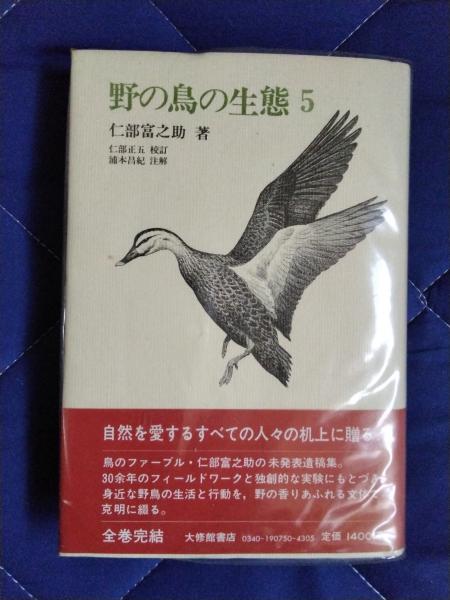 野の鳥の生態 5
仁部富之助 著
仁部正五 校訂
浦本昌紀 注解
自然を愛するすべての人々の机上に贈る
鳥のファーブル・仁部富之助の未発表遺稿集。
30余年のフィールドワークと独創的な実験にもとづき
身近な野鳥の生活と行動を、野の香りあふれる文体で
克明に綴る。
全巻完結 大修館書店 0340-190750-4305 定価 1400